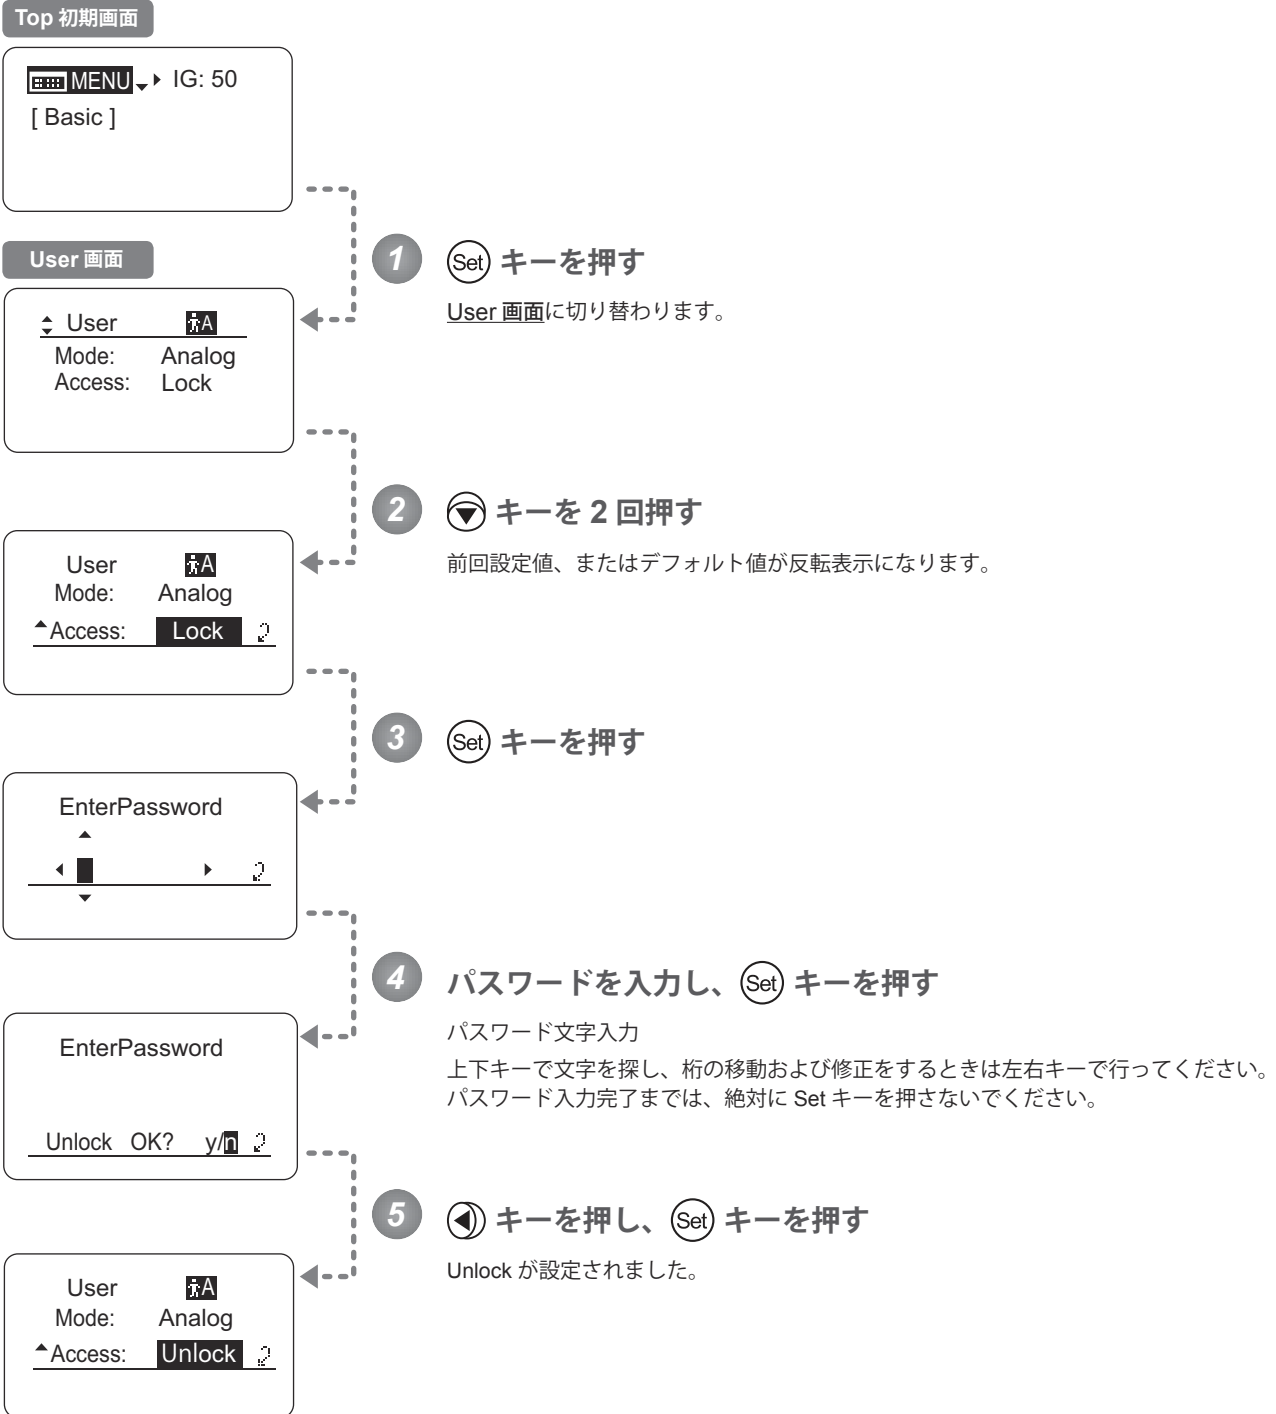 Top 初期画面
MENU IG: 50
[ Basic ]
User 画面
1 Set キーを押す
User 画面に切り替わります。
User A
Mode: Analog
Access: Lock
2 キーを 2 回押す
前回設定値、またはデフォルト値が反転表示になります。
User A
Mode: Analog
Access: Lock
3 Set キーを押す
EnterPassword
4 パスワードを入力し、Set キーを押す
パスワード文字入力
上下キーで文字を探し、桁の移動および修正をするときは左右キーで行ってください。
パスワード入力完了までは、絶対に Set キーを押さないでください。
EnterPassword
Unlock OK? y/n
5 キーを押し、Set キーを押す
Unlock が設定されました。
User A
Mode: Analog
Access: Unlock